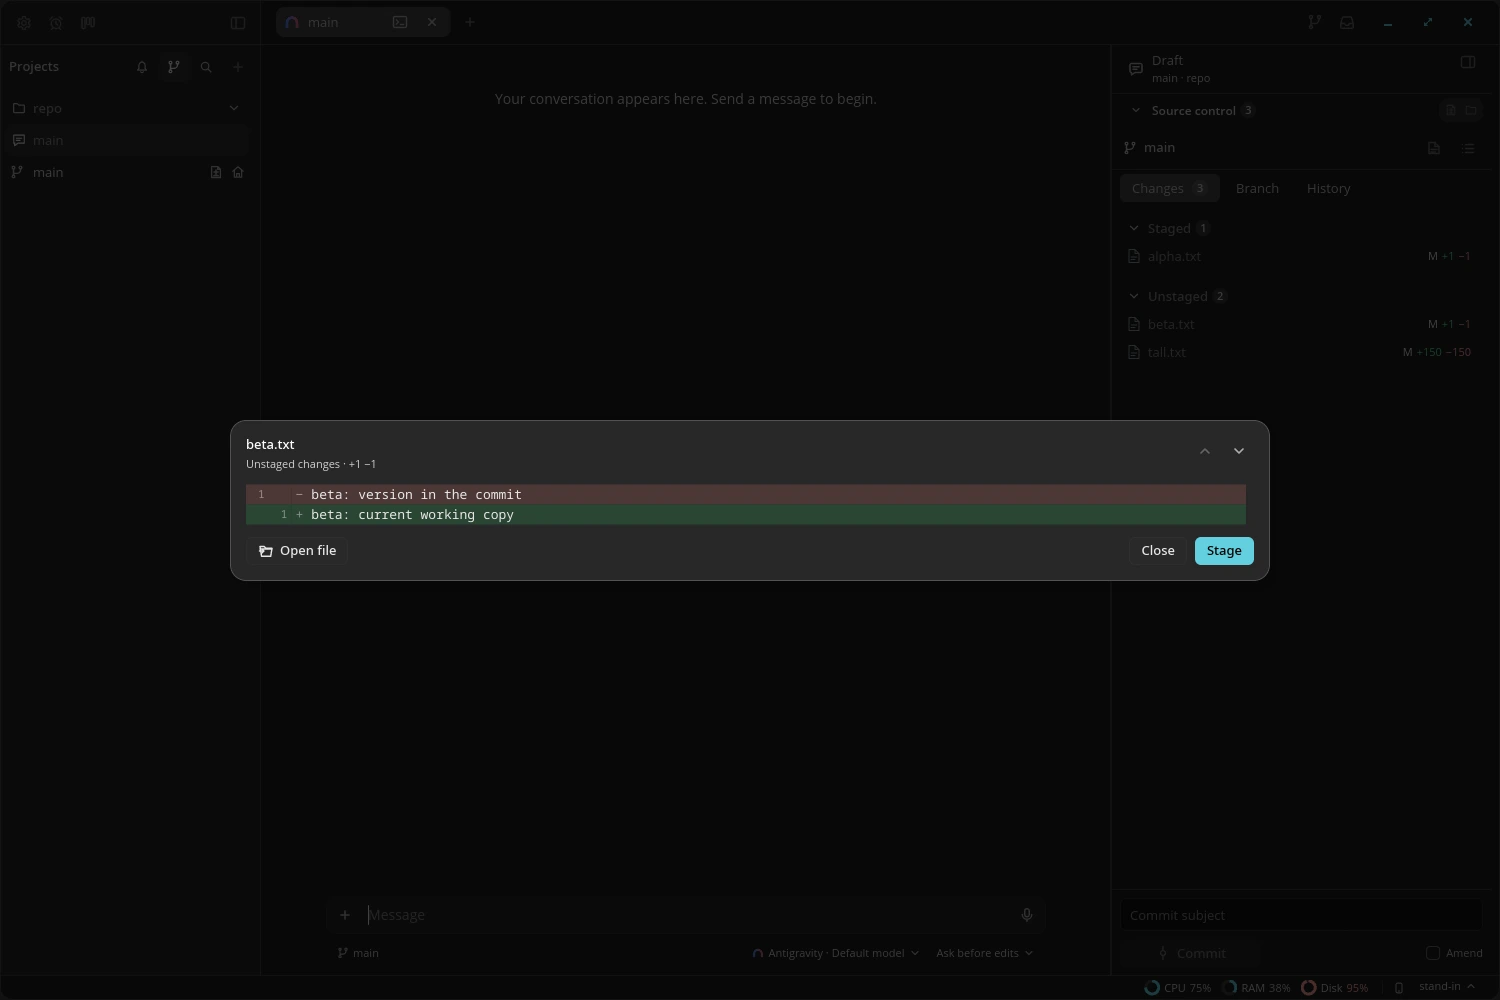 main
Projects
repo
main
main
Your conversation appears here. Send a message to begin.
Draft
main · repo
Source control 3
main
Changes 3 Branch History
Staged 1
alpha.txt M +1 −1
Unstaged 2
beta.txt M +1 −1
tall.txt M +150 −150
beta.txt
Unstaged changes · +1 −1
1 − beta: version in the commit
1 + beta: current working copy
Open file Close Stage
Message
main Antigravity · Default model Ask before edits
Commit subject
Commit Amend
CPU 75% RAM 38% Disk 95% stand-in